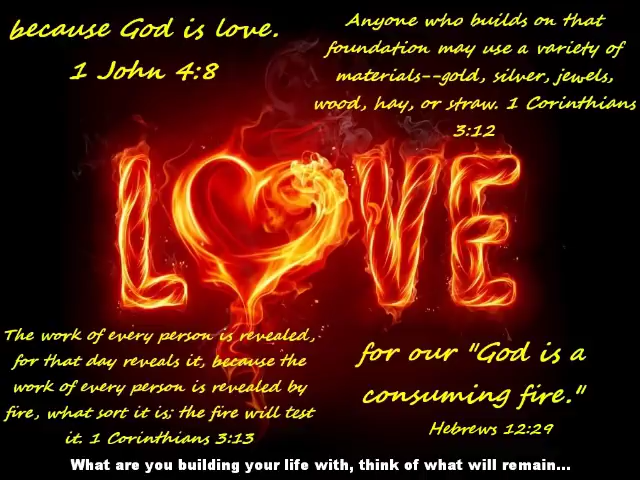 because God is love.
1 John 4:8
Anyone who builds on that
foundation may use a variety of
materials--gold, silver, jewels,
wood, hay, or straw. 1 Corinthians
3:12
LOVE
The work of every person is revealed,
for that day reveals it, because the
work of every person is revealed by
fire, what sort it is; the fire will test
it. 1 Corinthians 3:13
for our "God is a
consuming fire."
Hebrews 12:29
What are you building your life with, think of what will remain...